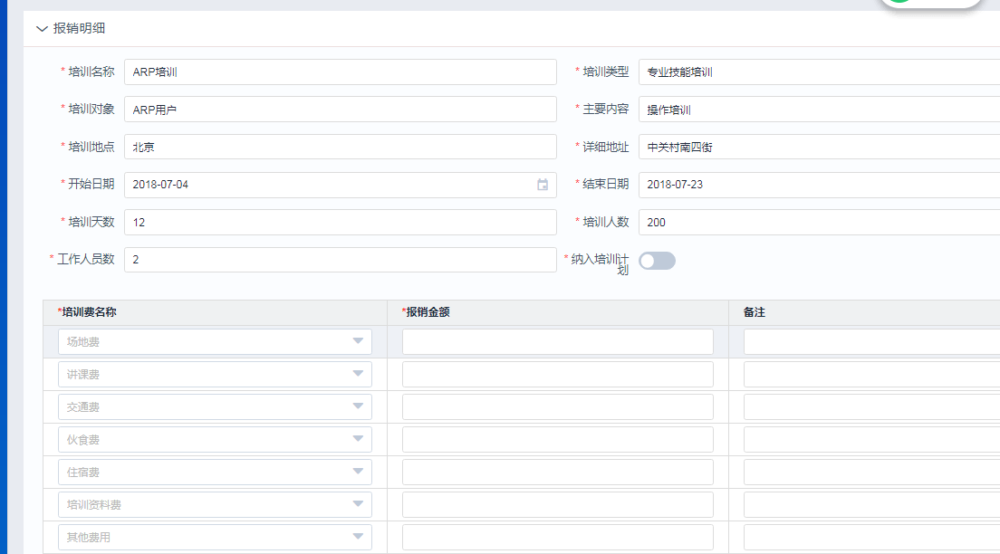 报销明细
* 培训名称 ARP培训 * 培训类型 专业技能培训
* 培训对象 ARP用户 * 主要内容 操作培训
* 培训地点 北京 * 详细地址 中关村南四街
* 开始日期 2018-07-04 * 结束日期 2018-07-23
* 培训天数 12 * 培训人数 200
* 工作人员数 2 * 纳入培训计
划
*培训费名称 *报销金额 备注
场地费
讲课费
交通费
伙食费
住宿费
培训资料费
其他费用